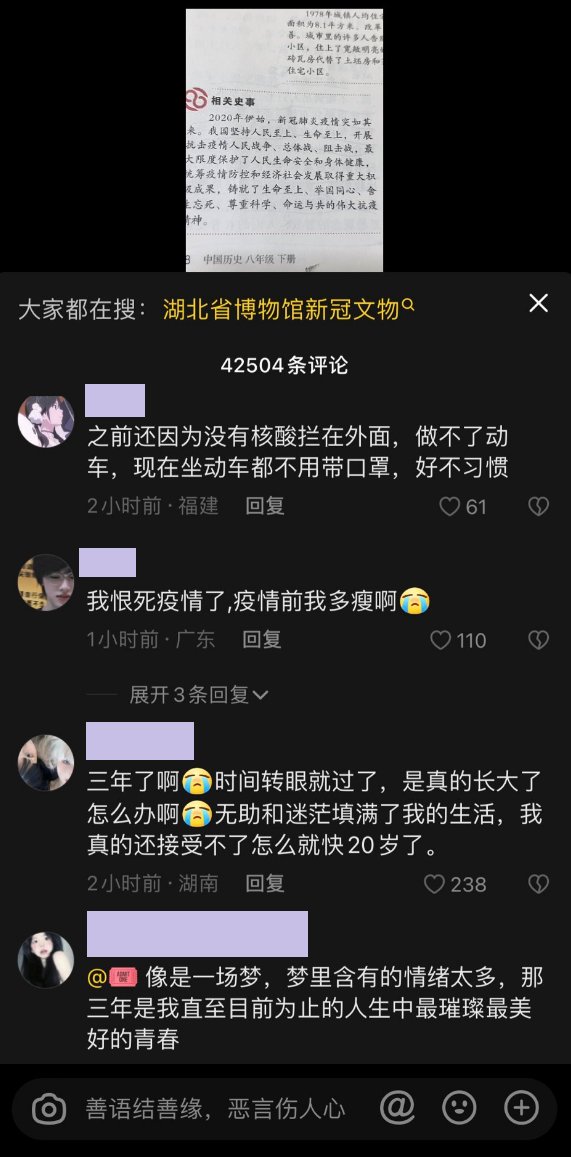 1978年城镇人均住
面积为8.1平方米。改革
善。城市里的许多人告
小区，住上了宽敞明亮
砖瓦房代替了土坯房和
住宅小区。
相关史事
2020年伊始，新冠肺炎疫情突如其
来。我国坚持人民至上、生命至上，开展
抗击疫情人民战争、总体战、阻击战，最
大限度保护了人民生命安全和身体健康，
统筹疫情防控和经济社会发展取得重大积
极成果，铸就了生命至上、举国同心、舍
生忘死、尊重科学、命运与共的伟大抗疫
精神。
8 中国历史 八年级 下册
大家都在搜：湖北省博物馆新冠文物
42504条评论
之前还因为没有核酸拦在外面，做不了动
车，现在坐动车都不用带口罩，好不习惯
2小时前·福建 回复 61
我恨死疫情了,疫情前我多瘦啊😭
1小时前·广东 回复 110
展开3条回复
三年了啊😭时间转眼就过了，是真的长大了
怎么办啊😭无助和迷茫填满了我的生活，我
真的还接受不了怎么就快20岁了。
2小时前·湖南 回复 238
@🎟 像是一场梦，梦里含有的情绪太多，那
三年是我直至目前为止的人生中最璀璨最美
好的青春
善语结善缘，恶言伤人心